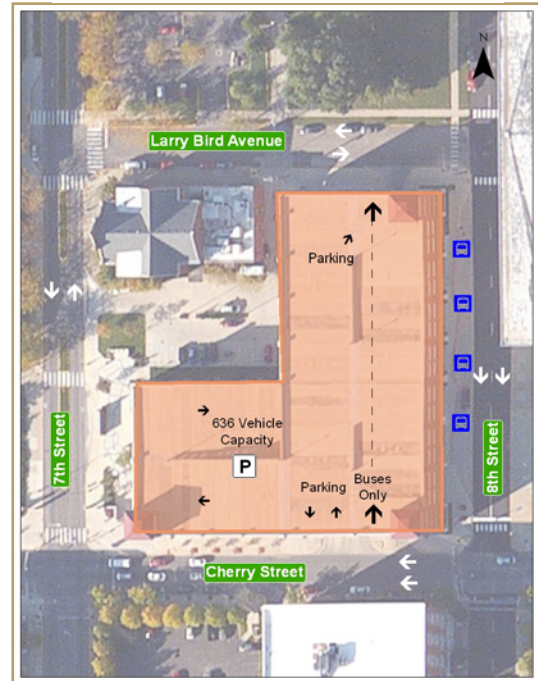 N
Larry Bird Avenue
Parking
7th Street
636 Vehicle
Capacity
P
Parking
Buses
Only
8th Street
Cherry Street